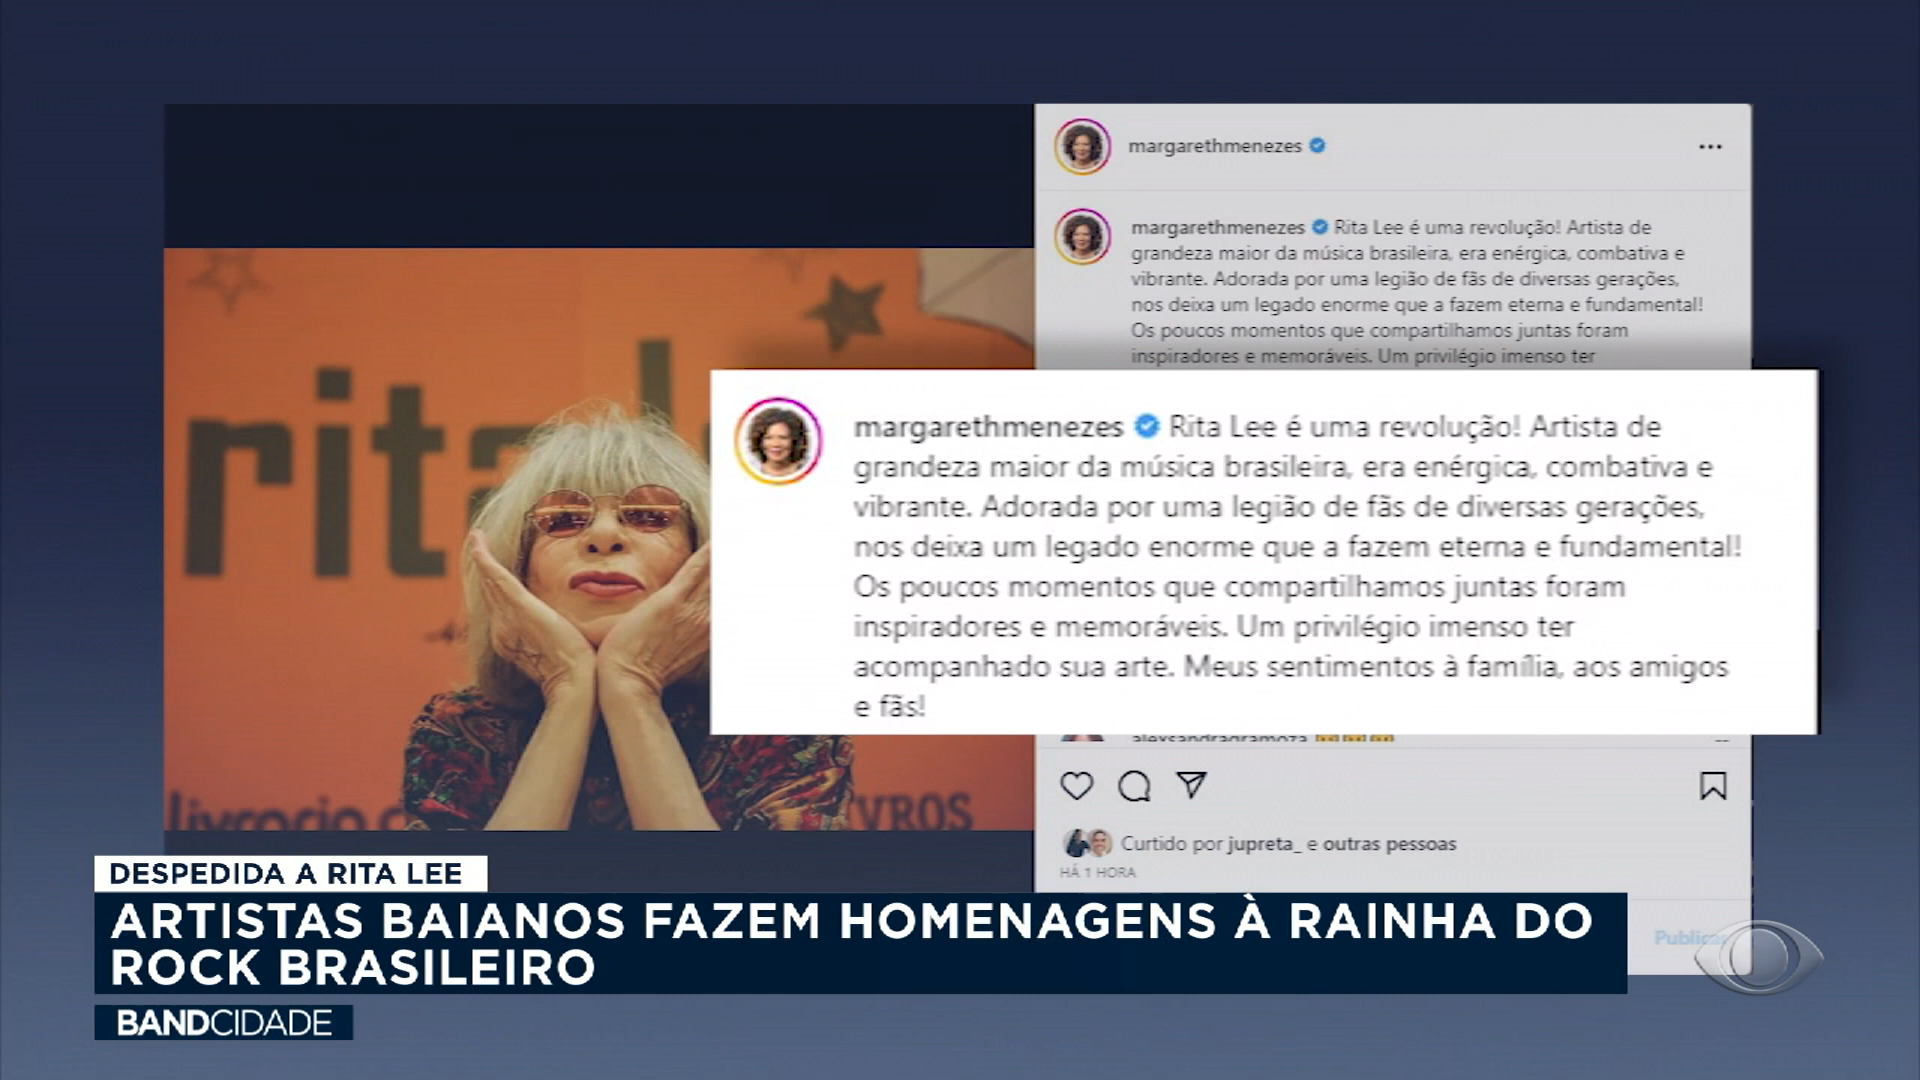 rita
livraria
LIVROS
margarethmenezes
margarethmenezes Rita Lee é uma revolução! Artista de
grandeza maior da música brasileira, era enérgica, combativa e
vibrante. Adorada por uma legião de fãs de diversas gerações,
nos deixa um legado enorme que a fazem eterna e fundamental!
Os poucos momentos que compartilhamos juntas foram
inspiradores e memoráveis. Um privilégio imenso ter
margarethmenezes Rita Lee é uma revolução! Artista de
grandeza maior da música brasileira, era enérgica, combativa e
vibrante. Adorada por uma legião de fãs de diversas gerações,
nos deixa um legado enorme que a fazem eterna e fundamental!
Os poucos momentos que compartilhamos juntas foram
inspiradores e memoráveis. Um privilégio imenso ter
acompanhado sua arte. Meus sentimentos à família, aos amigos
e fãs!
alexsandragramoza
Curtido por jupreta_ e outras pessoas
HÁ 1 HORA
Publicar
DESPEDIDA A RITA LEE
ARTISTAS BAIANOS FAZEM HOMENAGENS À RAINHA DO
ROCK BRASILEIRO
BANDCIDADE